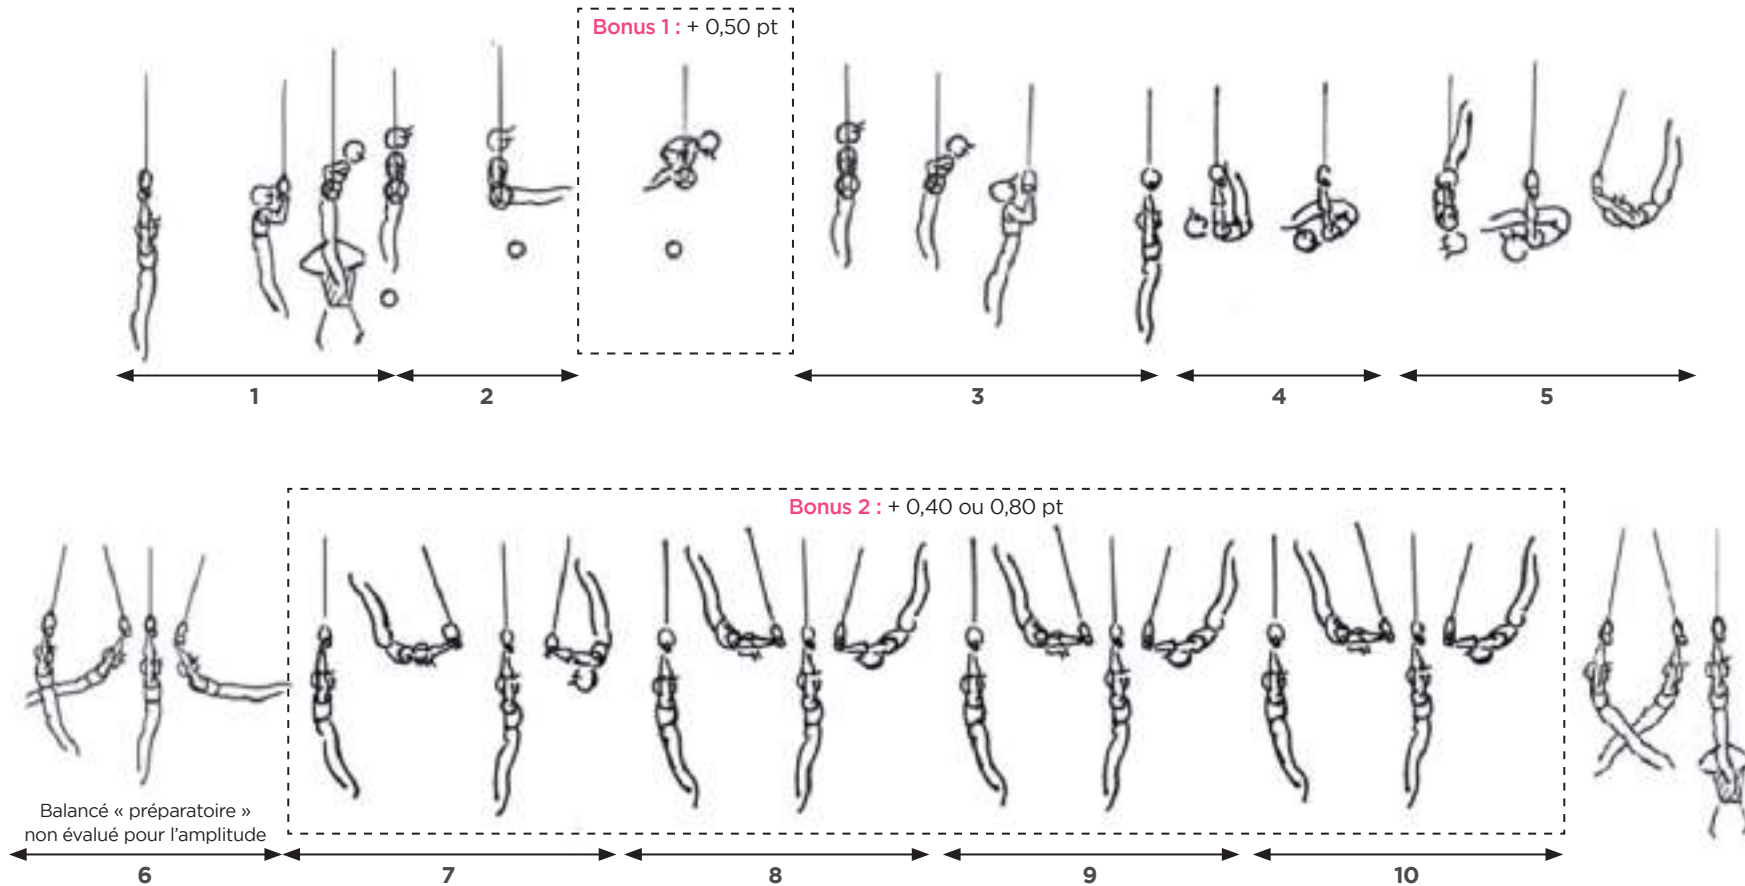 Bonus 1 : + 0,50 pt
1
2
3
4
5
Bonus 2 : + 0,40 ou 0,80 pt
Balancé « préparatoire »
non évalué pour l'amplitude
6
7
8
9
10